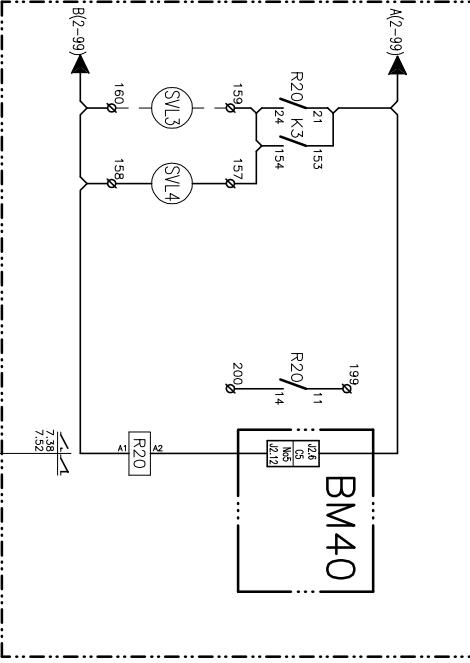 A(2-99)
BM40
21 153
R20 K3
24 154
199
11
R20
14
200
J2.6
C5
No5
J2.12
159 157
SVL3 SVL4
160 158
A2
R20
A1
B(2-99)
7.38
7.52